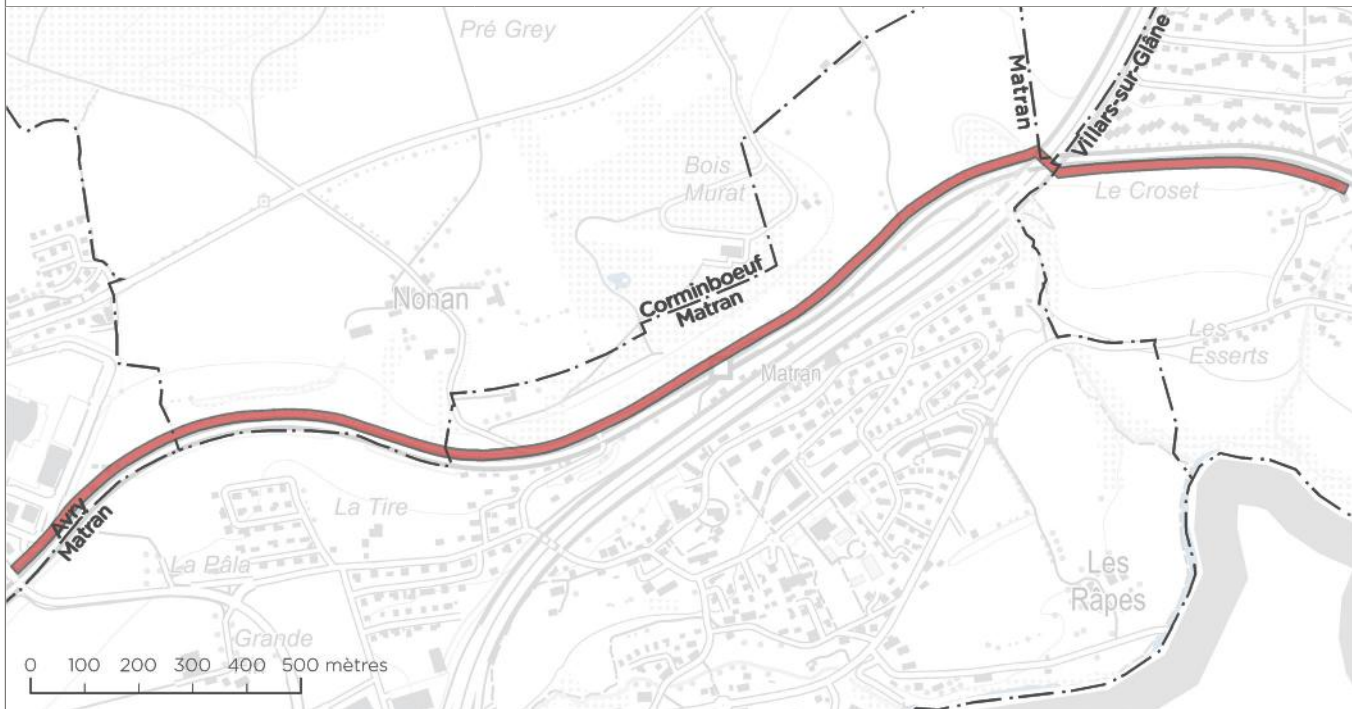 Pré Grey
Matran
Villars-sur-Glâne
Bois
Murat
Le Croset
Nonan
Corminboeuf
Matran
Les
Esserts
Matran
La Tire
Avry
Matran
La Pâla
Les
Râpes
Grande
0 100 200 300 400 500 mètres